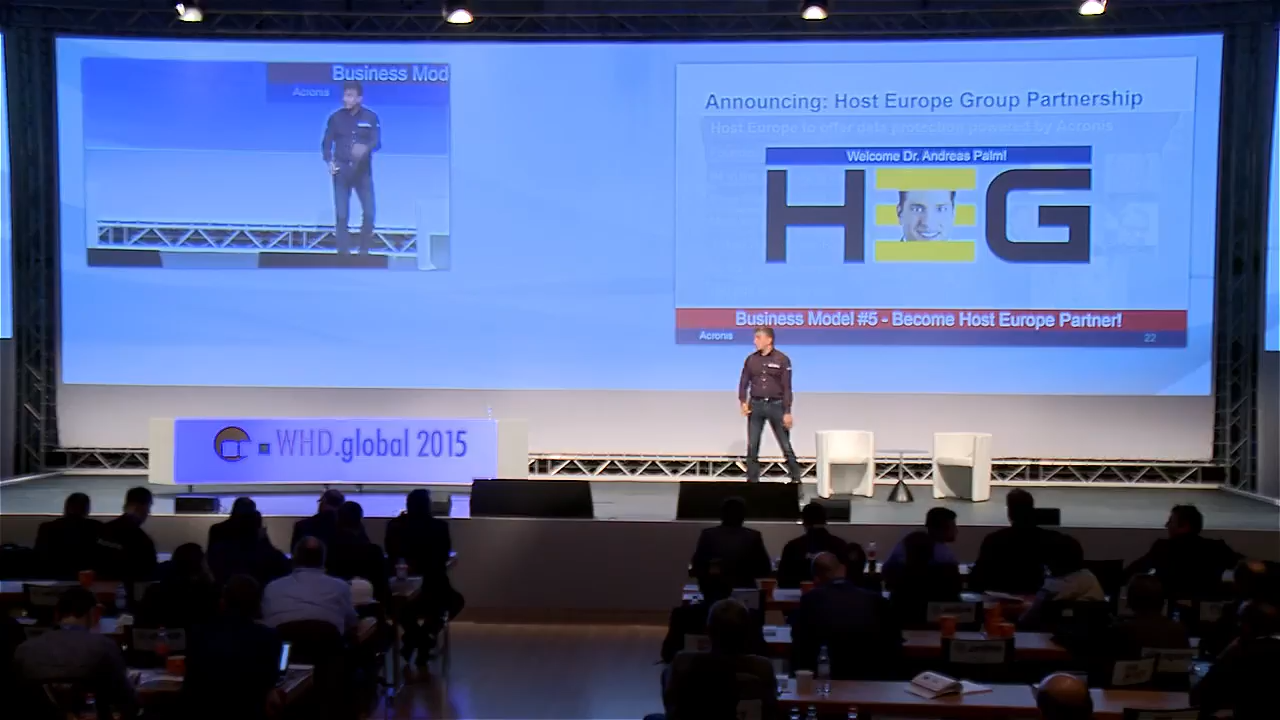 Business Mod
Acronis
Announcing: Host Europe Group Partnership
Host Europe to offer data protection powered by Acronis
Welcome Dr. Andreas Palm!
HEG
Business Model #5 - Become Host Europe Partner!
Acronis
22
WHD.global 2015